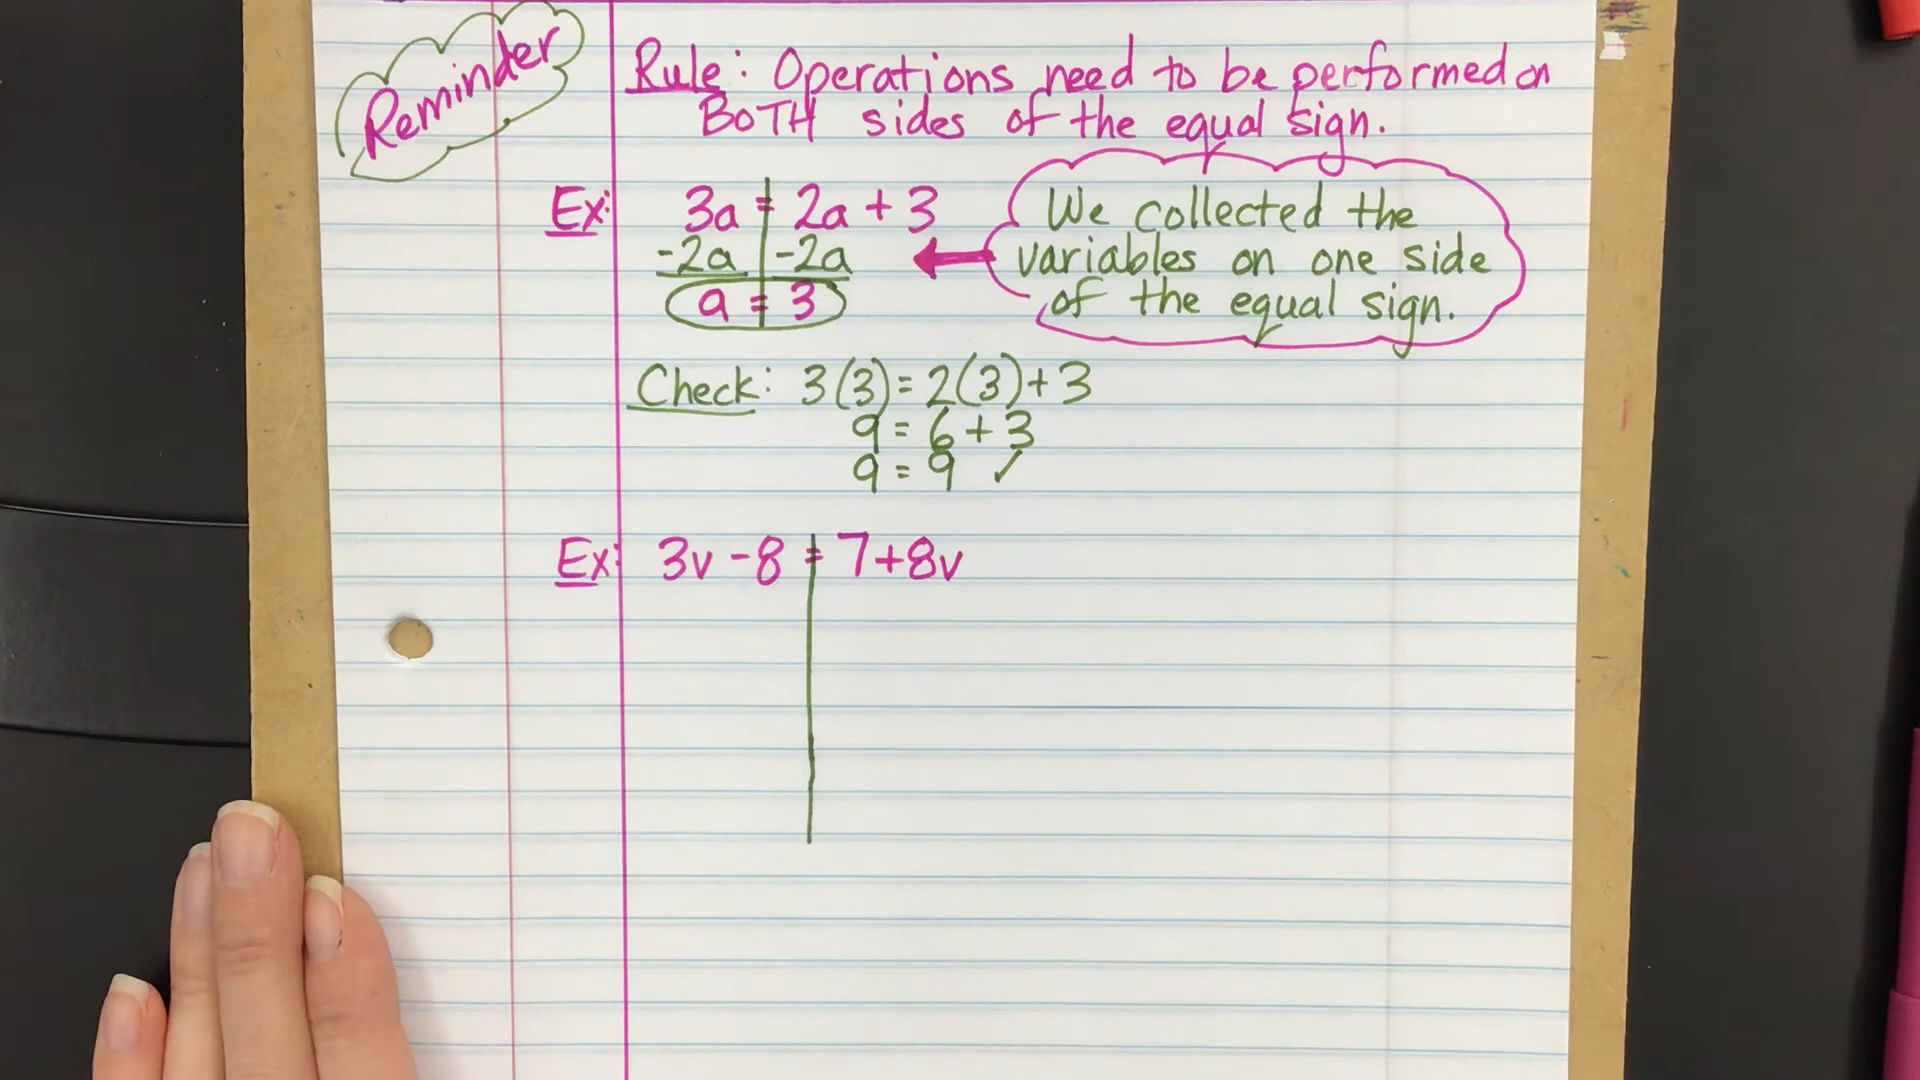 Reminder
Rule: Operations need to be performed on
BOTH sides of the equal sign.
Ex: 3a = 2a + 3
-2a -2a
a = 3
We collected the
variables on one side
of the equal sign.
Check: 3(3) = 2(3) + 3
9 = 6 + 3
9 = 9 ✓
Ex: 3v - 8 = 7 + 8v